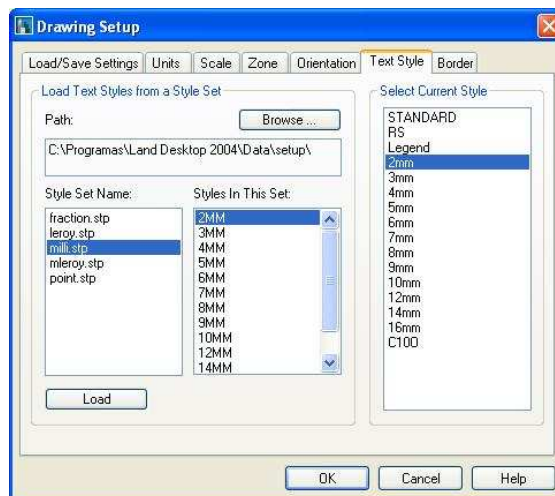 Drawing Setup
Load/Save Settings Units Scale Zone Orientation Text Style Border
Load Text Styles from a Style Set
Path:
Browse ...
C:\Programas\Land Desktop 2004\Data\setup\
Style Set Name:
fraction.stp
leroy.stp
milli.stp
mleroy.stp
point.stp
Styles In This Set:
2MM
3MM
4MM
5MM
6MM
7MM
8MM
9MM
10MM
12MM
14MM
Load
Select Current Style
STANDARD
RS
Legend
2mm
3mm
4mm
5mm
6mm
7mm
8mm
9mm
10mm
12mm
14mm
16mm
C100
OK Cancel Help